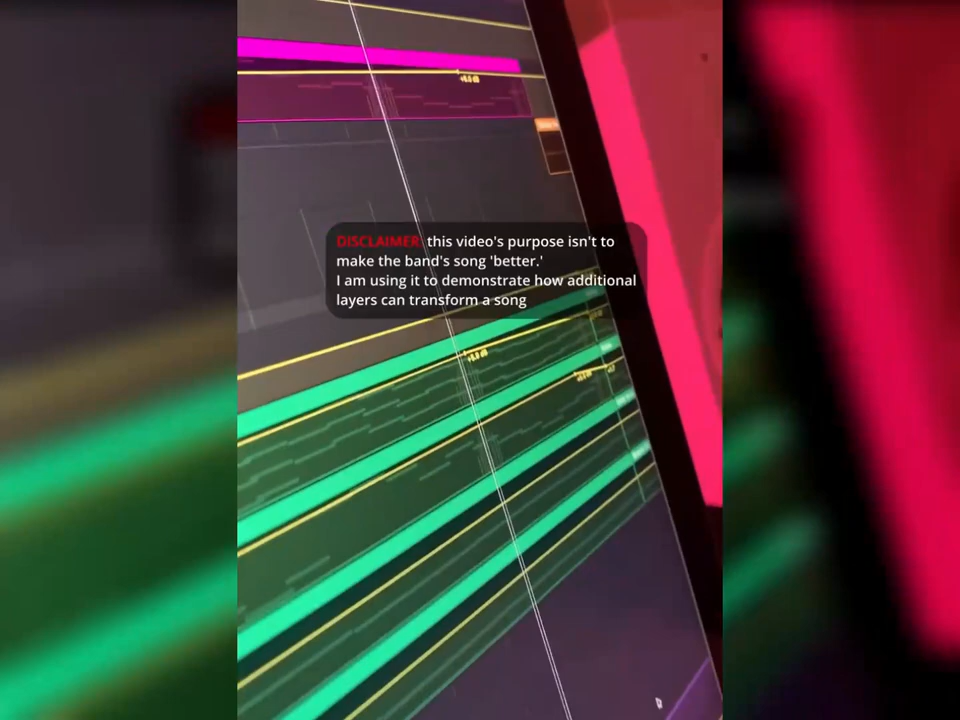 DISCLAIMER: this video's purpose isn't to
make the band's song 'better.'
I am using it to demonstrate how additional
layers can transform a song